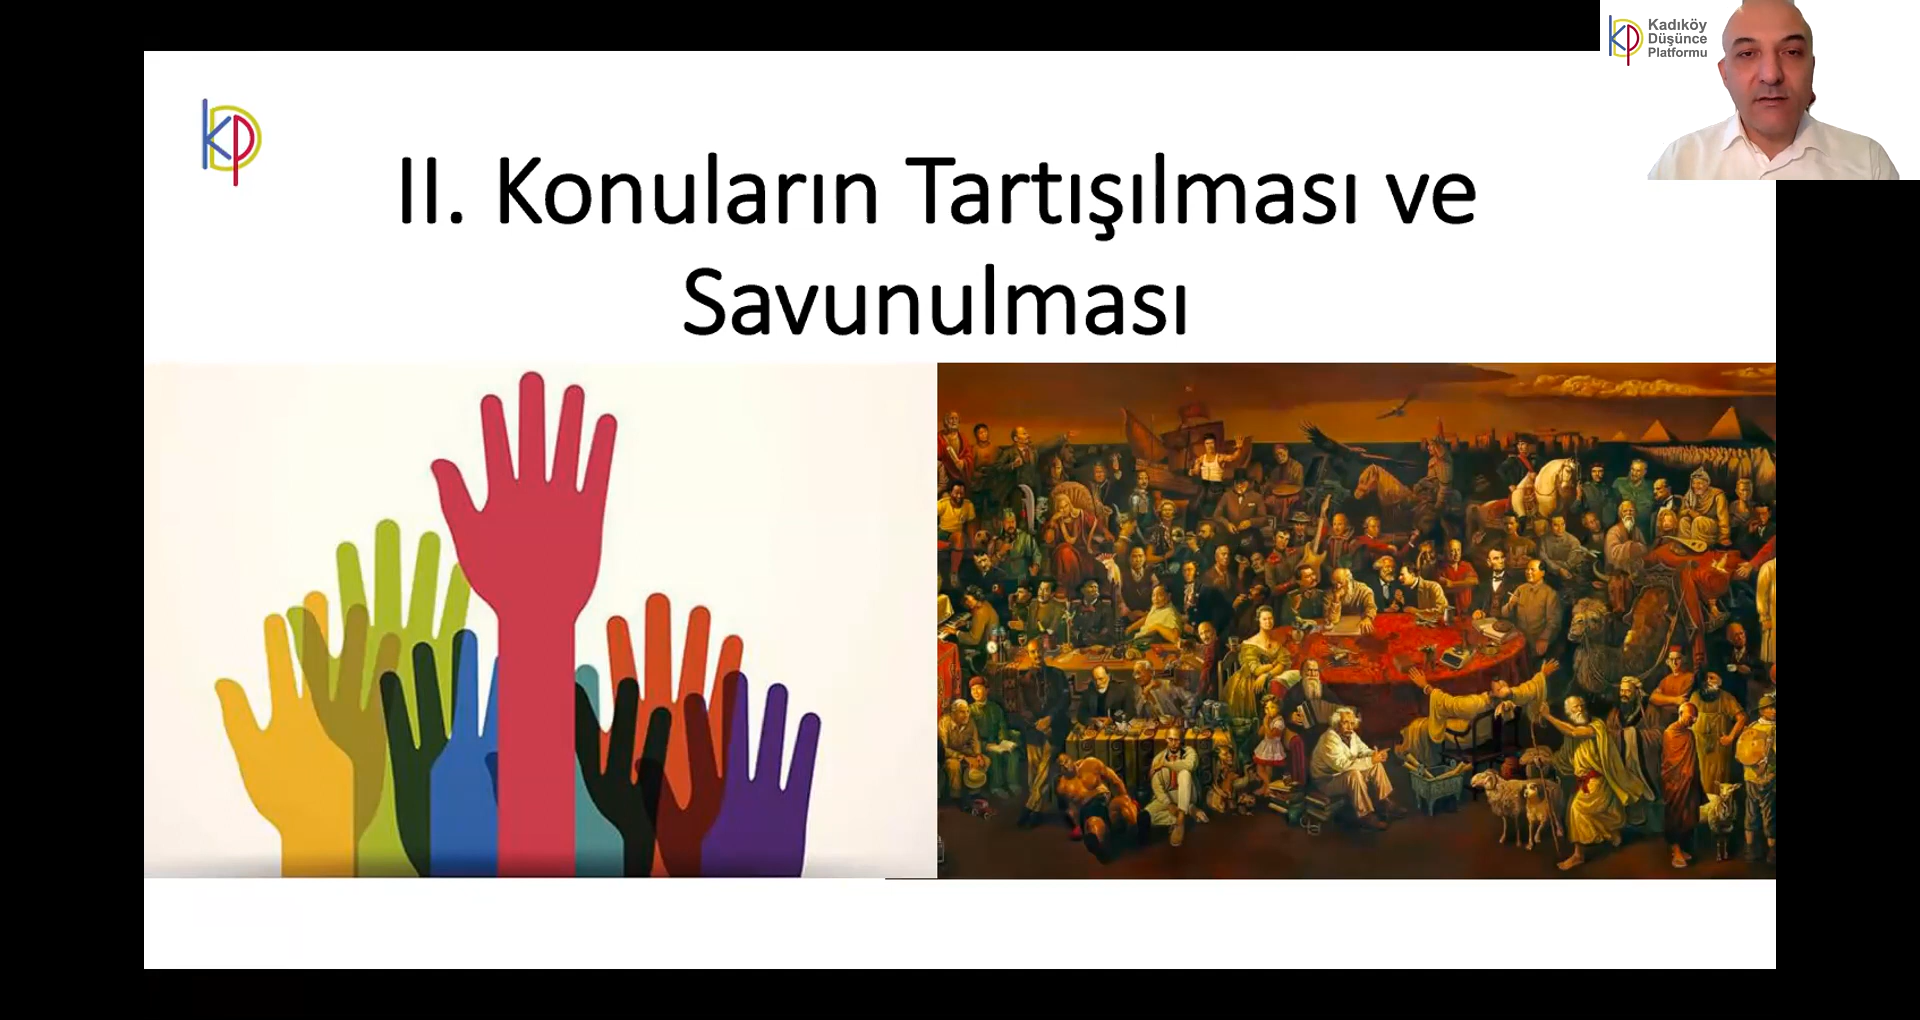 Kadıköy
Düşünce
Platformu
II. Konuların Tartışılması ve
Savunulması